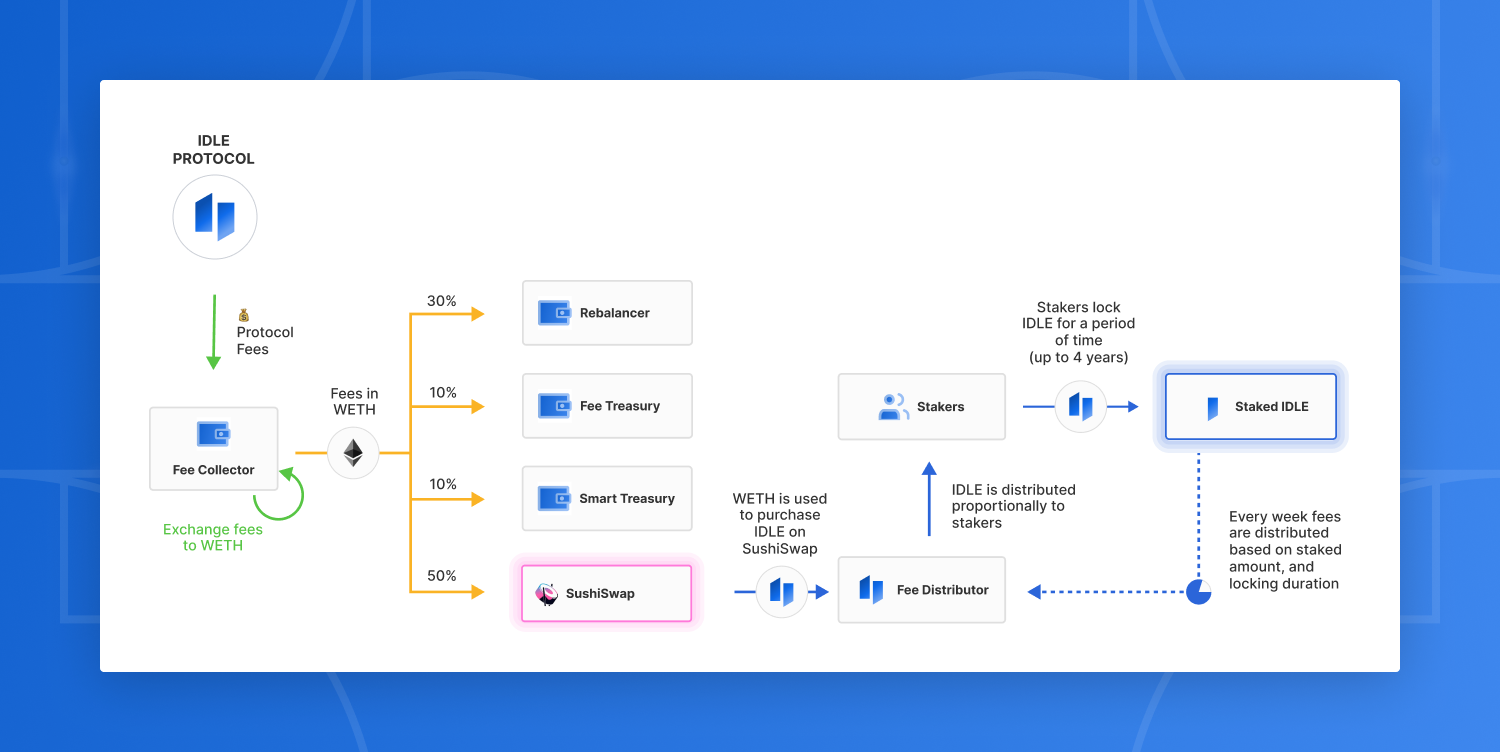 IDLE
PROTOCOL
Protocol
Fees
Fee Collector
Exchange fees
to WETH
Fees in
WETH
30%
Rebalancer
10%
Fee Treasury
10%
Smart Treasury
50%
SushiSwap
WETH is used
to purchase
IDLE on
SushiSwap
Fee Distributor
IDLE is distributed
proportionally to
stakers
Stakers
Stakers lock
IDLE for a period
of time
(up to 4 years)
Staked IDLE
Every week fees
are distributed
based on staked
amount, and
locking duration